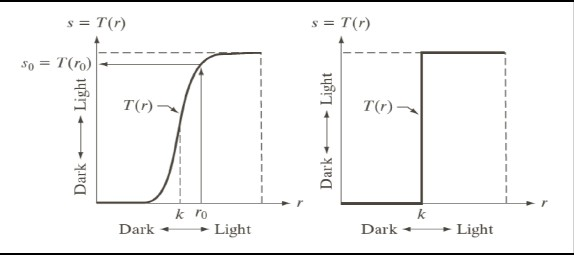 s = T(r)
s0 = T(r0)
T(r)
Dark ↔ Light
k r0 r
Dark ↔ Light
s = T(r)
T(r)
Dark ↔ Light
k r
Dark ↔ Light